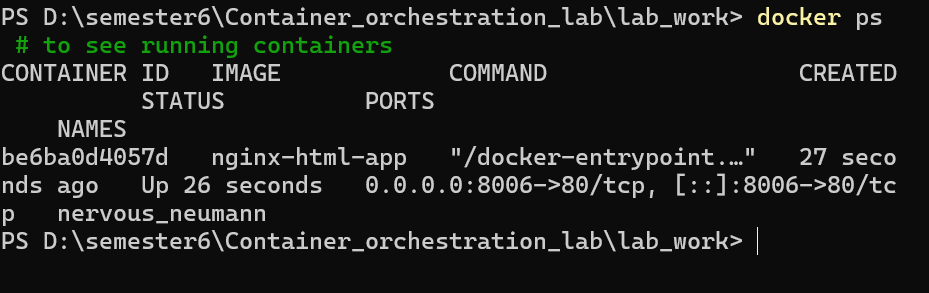 PS D:\semester6\Container_orchestration_lab\lab_work> docker ps
 # to see running containers
CONTAINER ID   IMAGE            COMMAND                  CREATED
          STATUS          PORTS
    NAMES
be6ba0d4057d   nginx-html-app   "/docker-entrypoint.…"   27 seco
nds ago   Up 26 seconds   0.0.0.0:8006->80/tcp, [::]:8006->80/tc
p   nervous_neumann
PS D:\semester6\Container_orchestration_lab\lab_work>